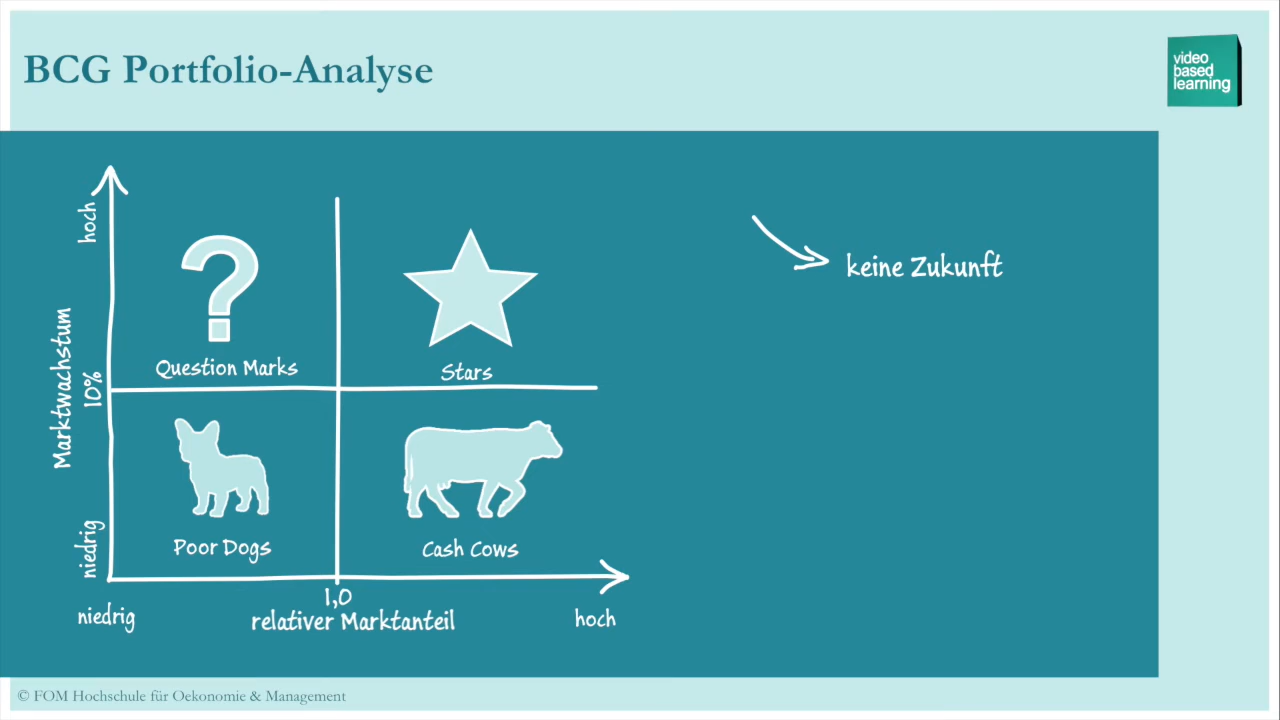 BCG Portfolio-Analyse
video
based
learning
hoch
Marktwachstum
10%
niedrig
Question Marks
Stars
Poor Dogs
Cash Cows
niedrig
1,0
relativer Marktanteil
hoch
keine Zukunft
© FOM Hochschule für Oekonomie & Management